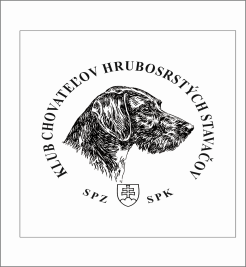 KLUB CHOVATEĽOV HRUBOSRSTÝCH STAVAČOV
SPZ SPK